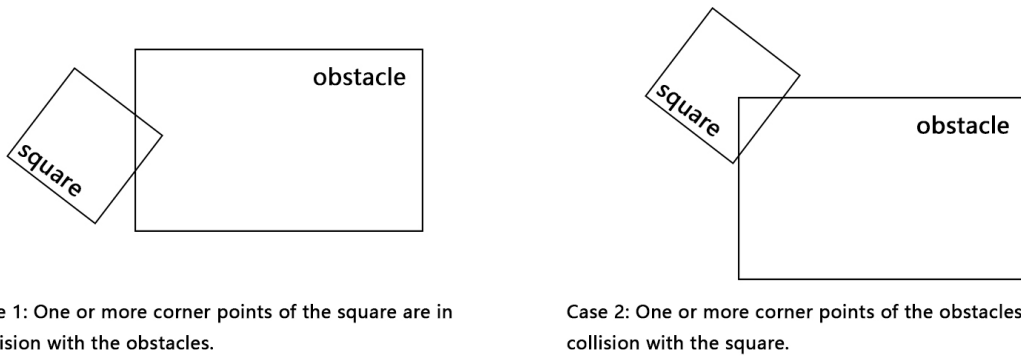 obstacle
square
square
obstacle
e 1: One or more corner points of the square are in
ision with the obstacles.
Case 2: One or more corner points of the obstacles
collision with the square.